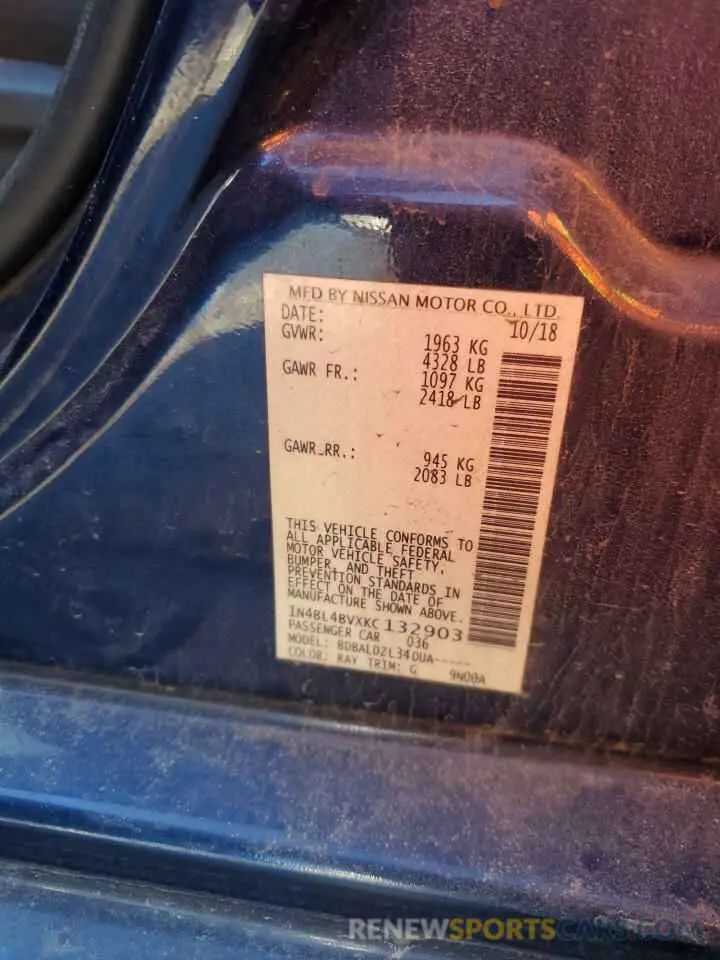 MFD BY NISSAN MOTOR CO., LTD.
DATE: 10/18
GVWR: 1963 KG
4328 LB
GAWR FR.: 1097 KG
2418 LB
GAWR RR.: 945 KG
2083 LB
THIS VEHICLE CONFORMS TO
ALL APPLICABLE FEDERAL
MOTOR VEHICLE SAFETY,
BUMPER, AND THEFT
PREVENTION STANDARDS IN
EFFECT ON THE DATE OF
MANUFACTURE SHOWN ABOVE.
1N4BL4BVXKC132903
PASSENGER CAR 036
MODEL: BDBALDZL34OUA-----
COLOR: RAY TRIM: G 9N00A
RENEWSPORTSCARS.COM